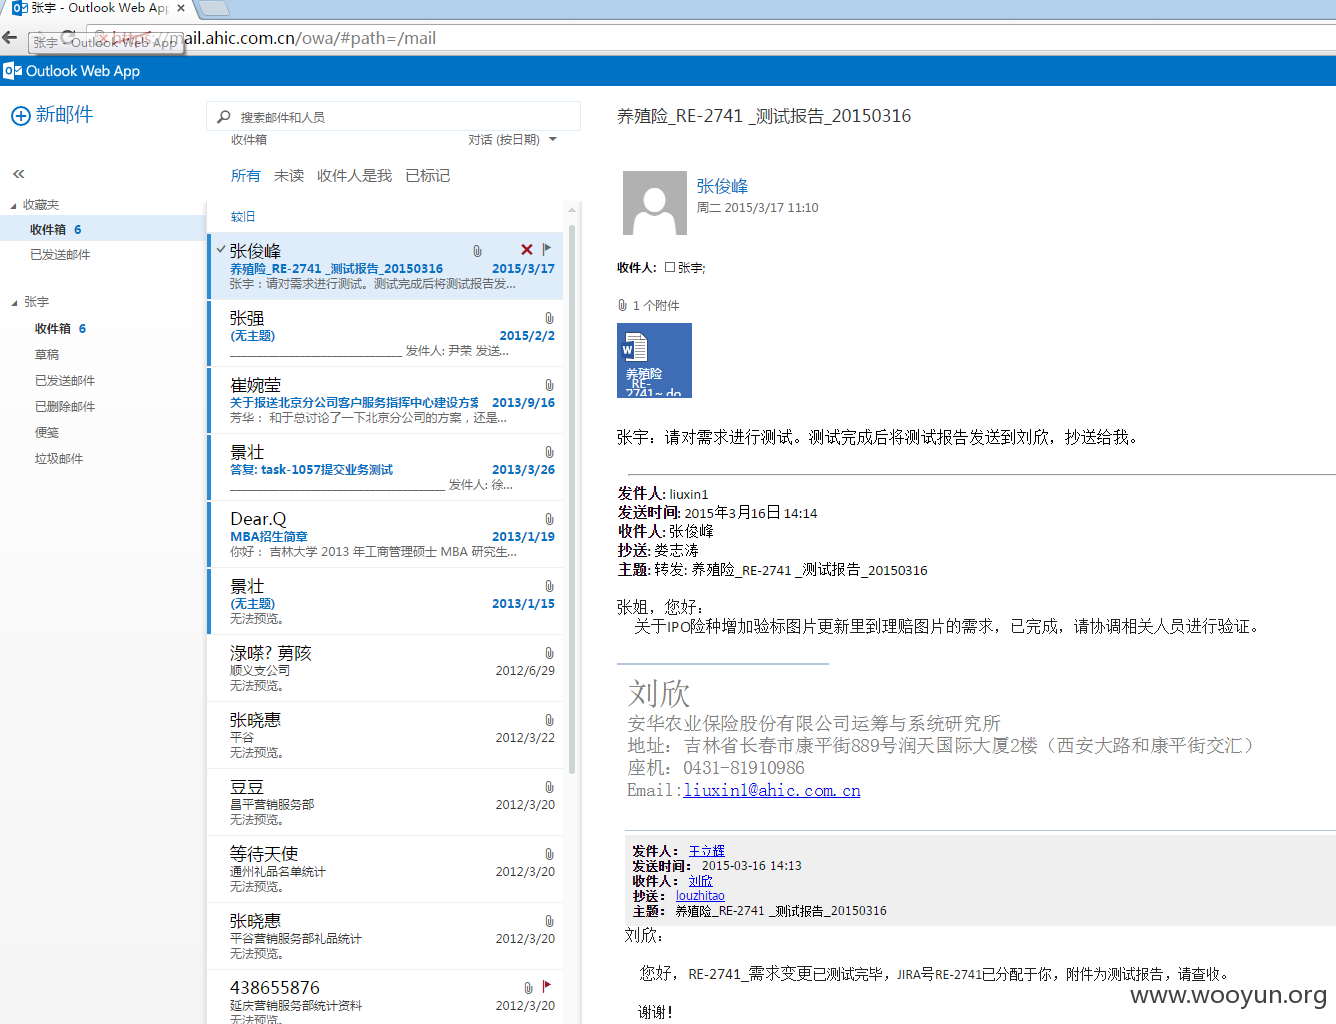 张宇 - Outlook Web App
https://mail.ahic.com.cn/owa/#path=/mail
张宇 - Outlook Web App
Outlook Web App
新邮件
收藏夹
收件箱 6
已发送邮件
张宇
收件箱 6
草稿
已发送邮件
已删除邮件
便笺
垃圾邮件
搜索邮件和人员
收件箱 对话 (按日期)
所有 未读 收件人是我 已标记
较旧
张俊峰
养殖险_RE-2741 _测试报告_20150316 2015/3/17
张宇：请对需求进行测试。测试完成后将测试报告发...
张强
(无主题) 2015/2/2
发件人: 尹荣 发送...
崔婉莹
关于报送北京分公司客户服务指挥中心建设方案 2013/9/16
芳华： 和于总讨论了一下北京分公司的方案，还是...
景壮
答复: task-1057提交业务测试 2013/3/26
发件人: 徐...
Dear.Q
MBA招生简章 2013/1/19
你好： 吉林大学 2013 年工商管理硕士 MBA 研究生...
景壮
(无主题) 2013/1/15
无法预览。
顺义支公司 2012/6/29
无法预览。
张晓惠
平谷 2012/3/22
无法预览。
豆豆
昌平营销服务部 2012/3/20
无法预览。
等待天使
通州礼品名单统计 2012/3/20
无法预览。
张晓惠
平谷营销服务部礼品统计 2012/3/20
无法预览。
438655876
延庆营销服务部统计资料 2012/3/20
无法预览。
养殖险_RE-2741 _测试报告_20150316
张俊峰
周二 2015/3/17 11:10
收件人: 张宇;
1 个附件
养殖险
_RE-
2741~.do
张宇：请对需求进行测试。测试完成后将测试报告发送到刘欣，抄送给我。
发件人: liuxin1
发送时间: 2015年3月16日 14:14
收件人: 张俊峰
抄送: 娄志涛
主题: 转发: 养殖险_RE-2741 _测试报告_20150316
张姐，您好：
关于IPO险种增加验标图片更新里到理赔图片的需求，已完成，请协调相关人员进行验证。
刘欣
安华农业保险股份有限公司运筹与系统研究所
地址：吉林省长春市康平街889号润天国际大厦2楼（西安大路和康平街交汇）
座机：0431-81910986
Email:liuxin1@ahic.com.cn
发件人： 王立辉
发送时间： 2015-03-16 14:13
收件人： 刘欣
抄送： louzhitao
主题： 养殖险_RE-2741 _测试报告_20150316
刘欣：
您好，RE-2741_需求变更已测试完毕，JIRA号RE-2741已分配于你，附件为测试报告，请查收。
谢谢！
www.wooyun.org